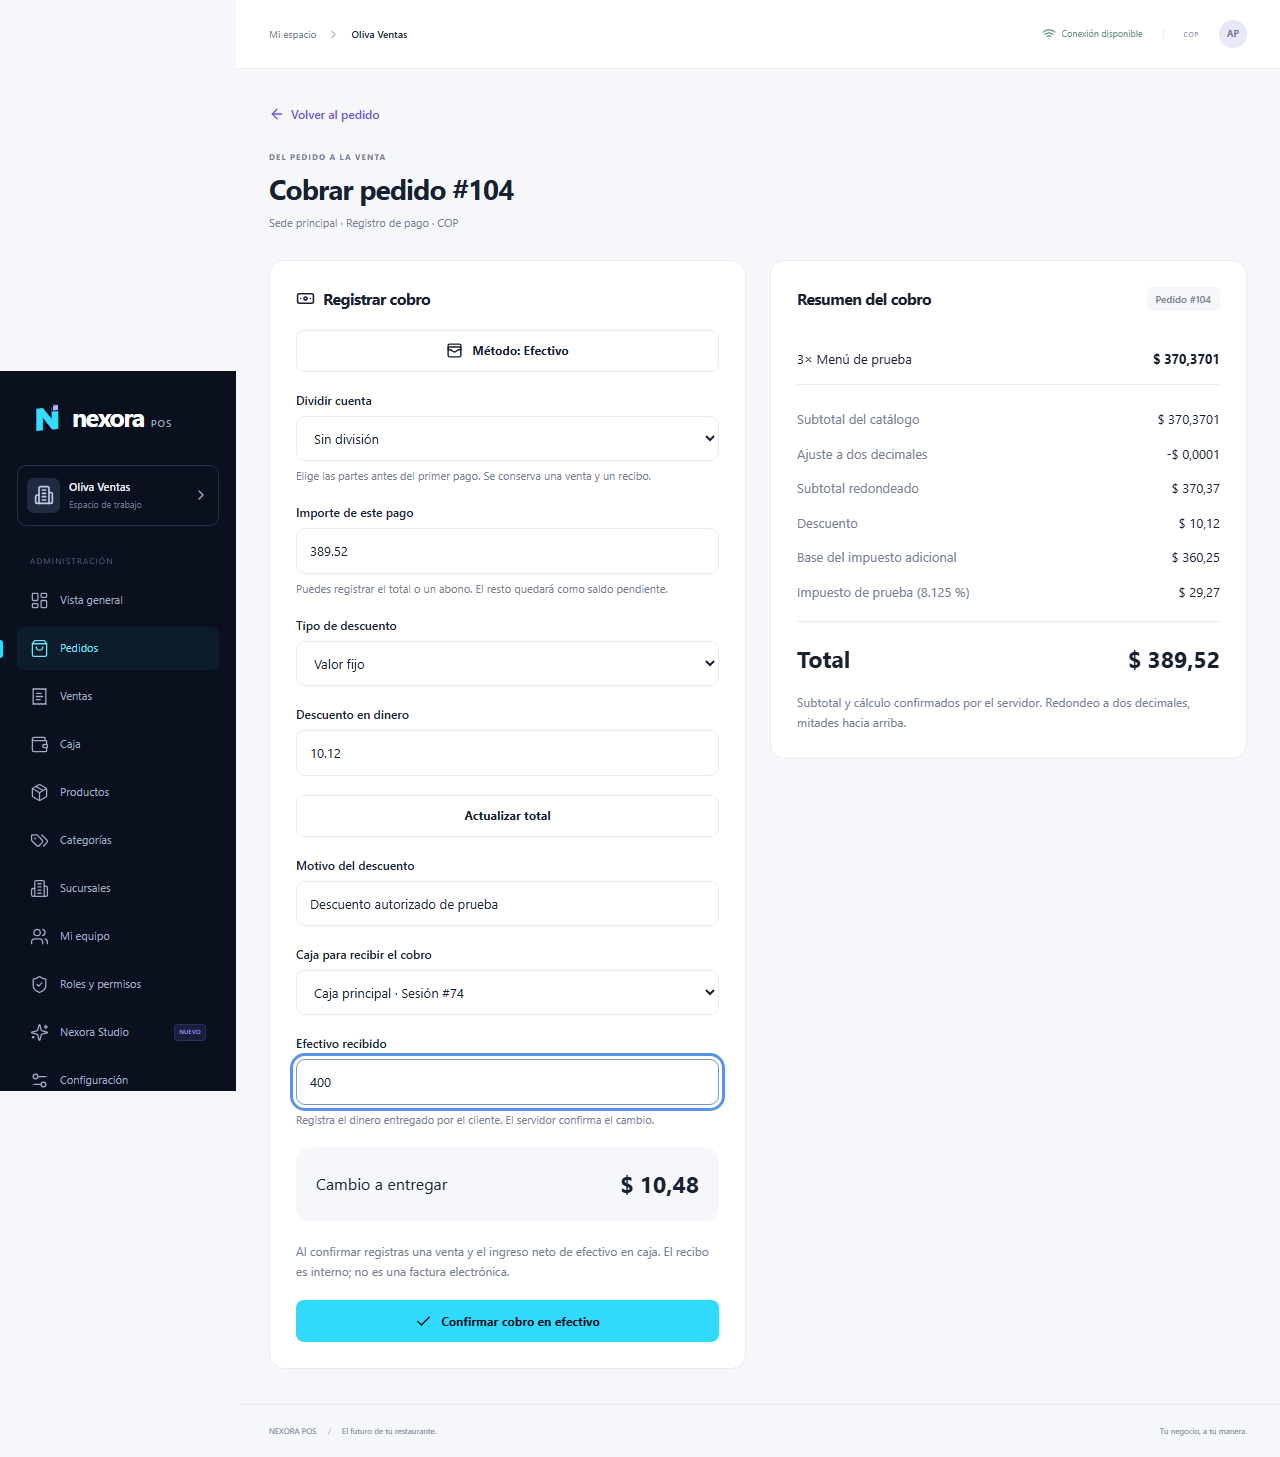 Mi espacio > Oliva Ventas
Conexión disponible
COP
AP
Volver al pedido
DEL PEDIDO A LA VENTA
Cobrar pedido #104
Sede principal · Registro de pago · COP
nexora POS
Oliva Ventas
Espacio de trabajo
ADMINISTRACIÓN
Vista general
Pedidos
Ventas
Caja
Productos
Categorías
Sucursales
Mi equipo
Roles y permisos
Nexora Studio NUEVO
Configuración
Registrar cobro
Método: Efectivo
Dividir cuenta
Sin división
Elige las partes antes del primer pago. Se conserva una venta y un recibo.
Importe de este pago
389.52
Puedes registrar el total o un abono. El resto quedará como saldo pendiente.
Tipo de descuento
Valor fijo
Descuento en dinero
10.12
Actualizar total
Motivo del descuento
Descuento autorizado de prueba
Caja para recibir el cobro
Caja principal · Sesión #74
Efectivo recibido
400
Registra el dinero entregado por el cliente. El servidor confirma el cambio.
Cambio a entregar $ 10,48
Al confirmar registras una venta y el ingreso neto de efectivo en caja. El recibo
es interno; no es una factura electrónica.
Confirmar cobro en efectivo
Resumen del cobro Pedido #104
3× Menú de prueba $ 370,3701
Subtotal del catálogo $ 370,3701
Ajuste a dos decimales -$ 0,0001
Subtotal redondeado $ 370,37
Descuento $ 10,12
Base del impuesto adicional $ 360,25
Impuesto de prueba (8.125 %) $ 29,27
Total $ 389,52
Subtotal y cálculo confirmados por el servidor. Redondeo a dos decimales,
mitades hacia arriba.
NEXORA POS / El futuro de tu restaurante.
Tu negocio, a tu manera.